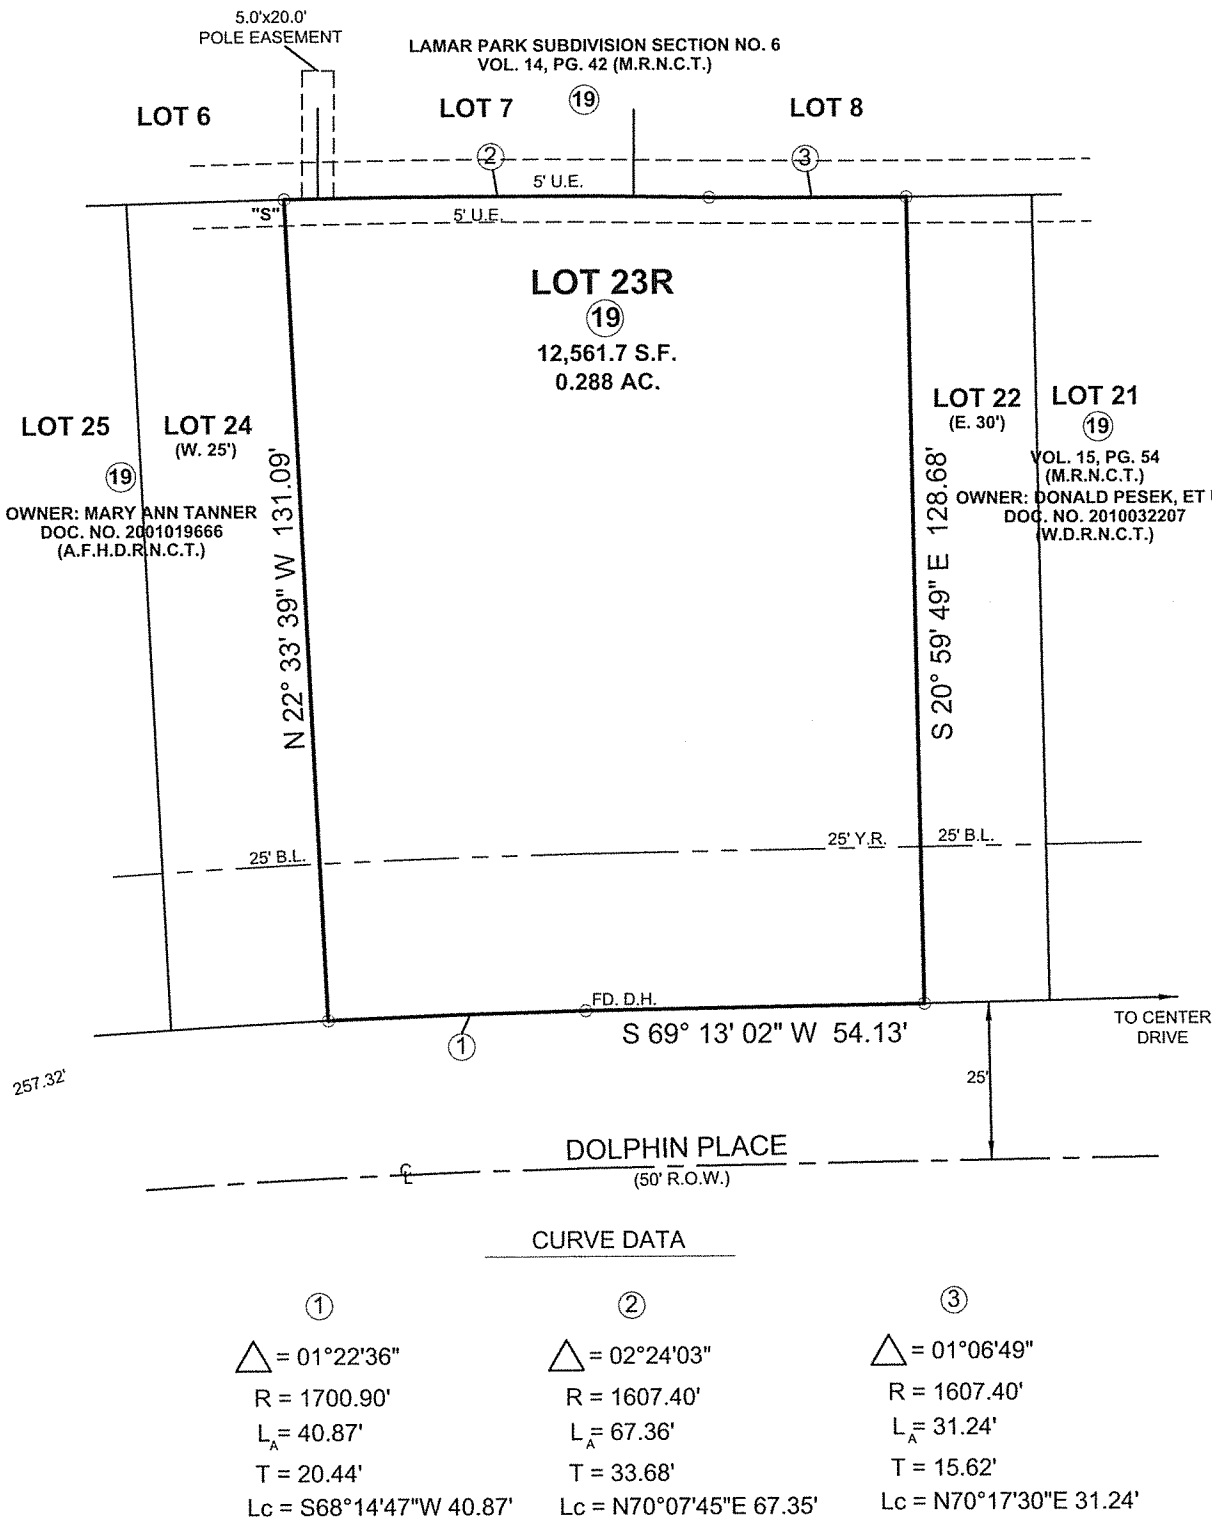 5.0'x20.0'
POLE EASEMENT
LAMAR PARK SUBDIVISION SECTION NO. 6
VOL. 14, PG. 42 (M.R.N.C.T.)
LOT 6
LOT 7
19
LOT 8
2
3
5' U.E.
"S"
5' U.E.
LOT 23R
19
12,561.7 S.F.
0.288 AC.
LOT 25
LOT 24
(W. 25')
19
OWNER: MARY ANN TANNER
DOC. NO. 2001019666
(A.F.H.D.R.N.C.T.)
N 22° 33' 39" W 131.09'
LOT 22
(E. 30')
LOT 21
19
VOL. 15, PG. 54
(M.R.N.C.T.)
OWNER: DONALD PESEK, ET
DOC. NO. 2010032207
(W.D.R.N.C.T.)
S 20° 59' 49" E 128.68'
25' B.L.
25' Y.R.
25' B.L.
FD. D.H.
1
S 69° 13' 02" W 54.13'
TO CENTER
DRIVE
257.32'
25'
DOLPHIN PLACE
(50' R.O.W.)
CL
CURVE DATA
1
△ = 01°22'36"
R = 1700.90'
LA = 40.87'
T = 20.44'
Lc = S68°14'47"W 40.87'
2
△ = 02°24'03"
R = 1607.40'
LA = 67.36'
T = 33.68'
Lc = N70°07'45"E 67.35'
3
△ = 01°06'49"
R = 1607.40'
LA = 31.24'
T = 15.62'
Lc = N70°17'30"E 31.24'